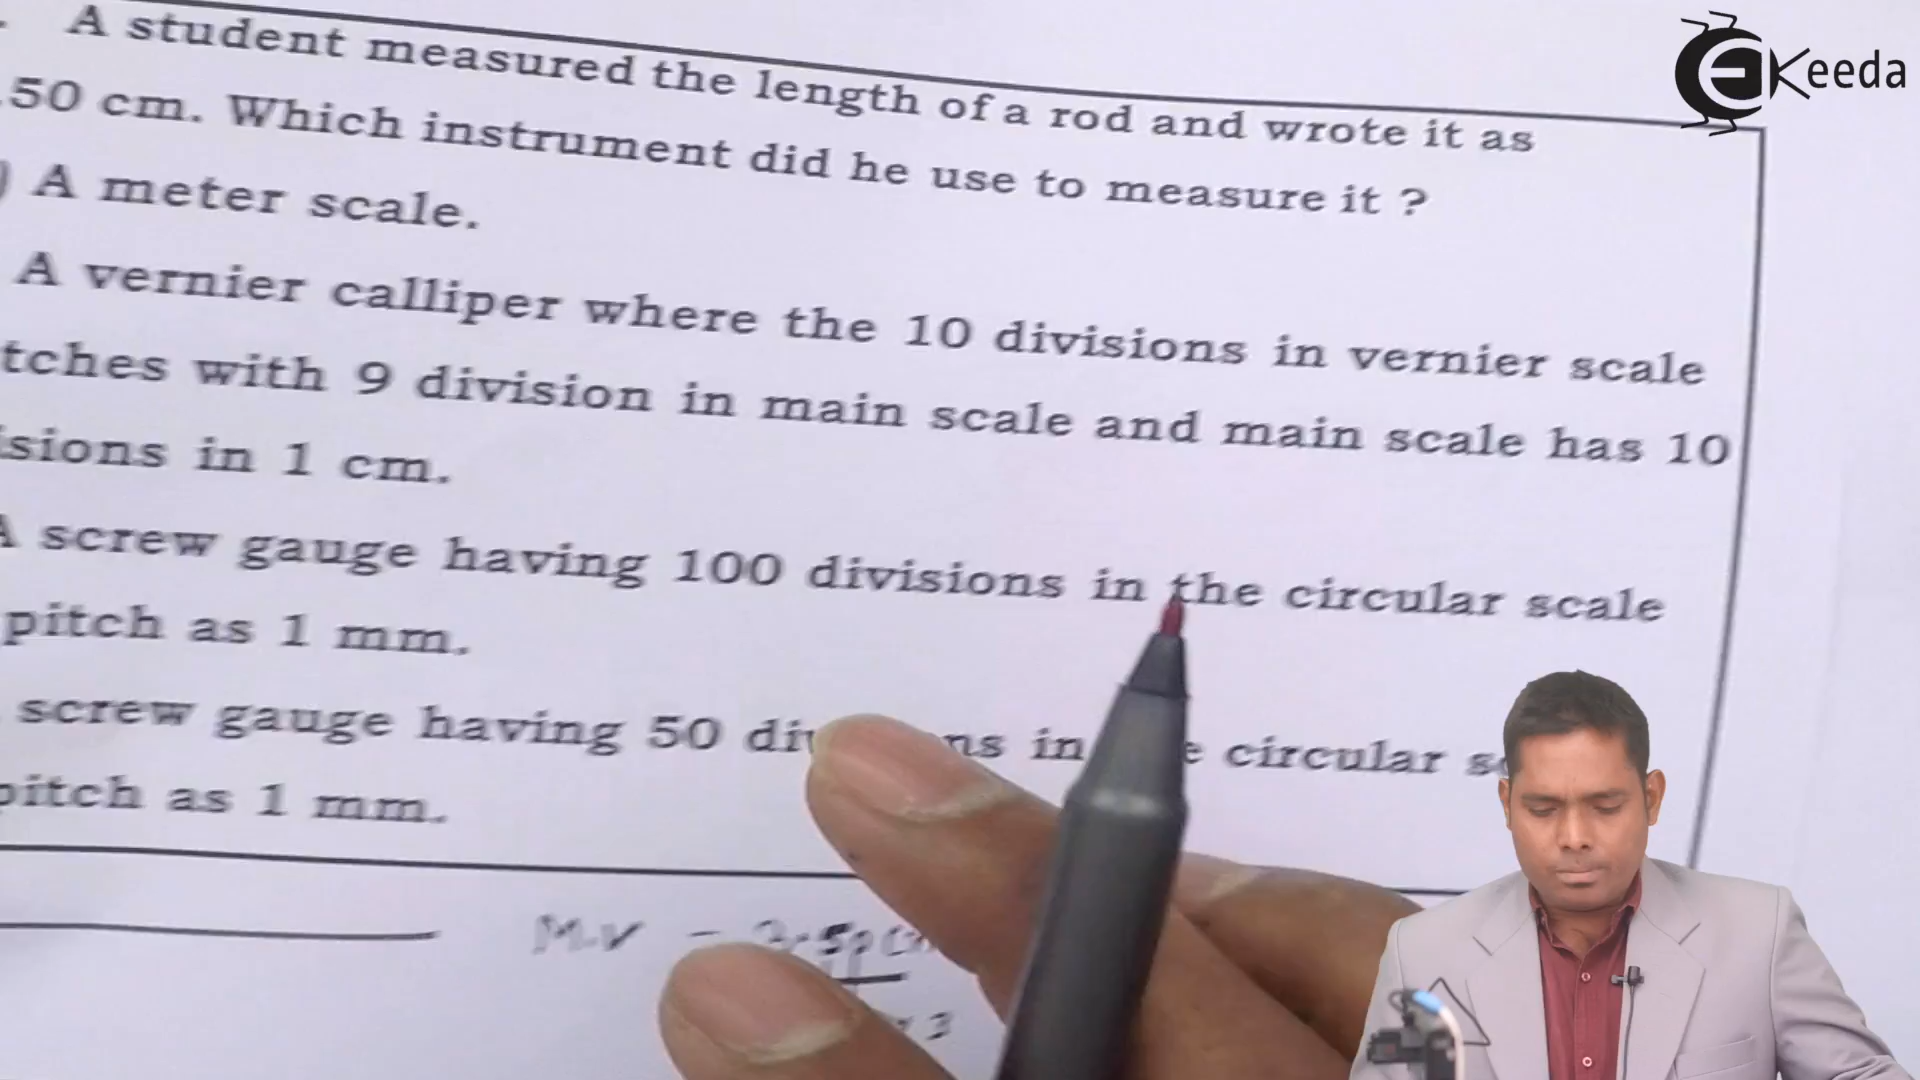 A student measured the length of a rod and wrote it as
.50 cm. Which instrument did he use to measure it ?
) A meter scale.
A vernier calliper where the 10 divisions in vernier scale
tches with 9 division in main scale and main scale has 10
isions in 1 cm.
A screw gauge having 100 divisions in the circular scale
pitch as 1 mm.
screw gauge having 50 in circular
pitch as 1 mm.
M.V
Keeda